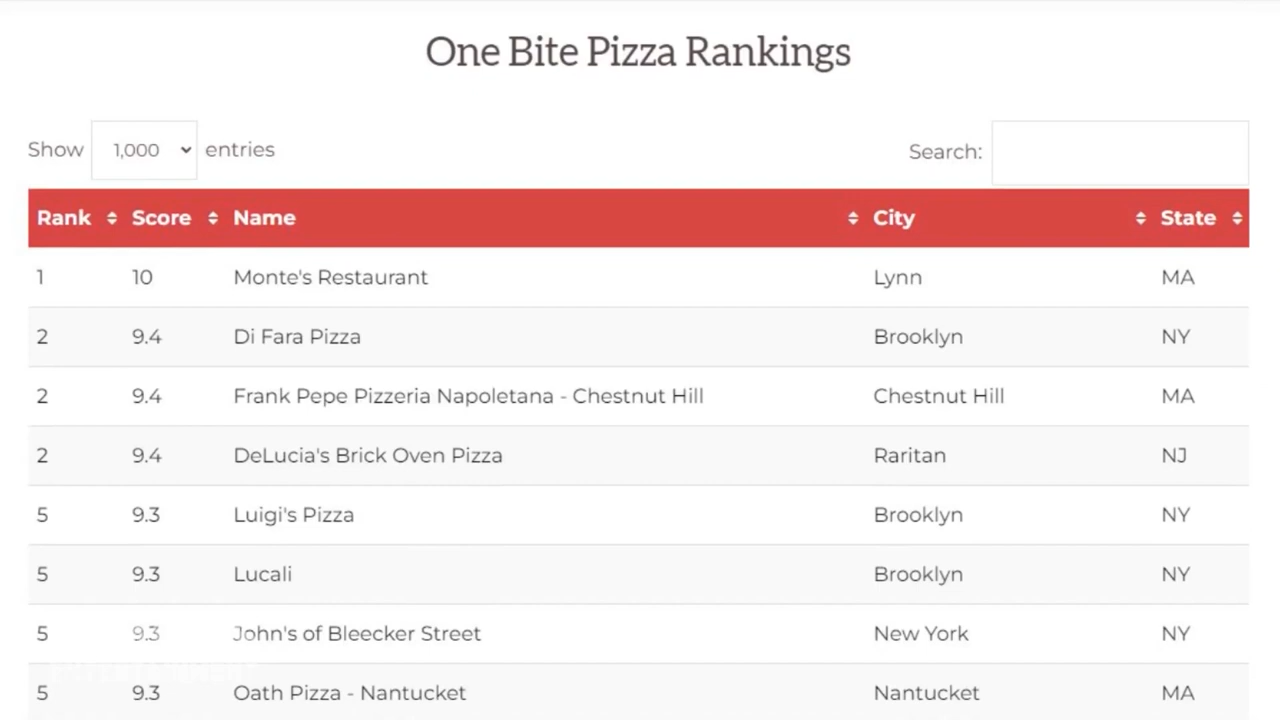 One Bite Pizza Rankings
Show 1,000 entries Search:
Rank Score Name City State
1 10 Monte's Restaurant Lynn MA
2 9.4 Di Fara Pizza Brooklyn NY
2 9.4 Frank Pepe Pizzeria Napoletana - Chestnut Hill Chestnut Hill MA
2 9.4 DeLucia's Brick Oven Pizza Raritan NJ
5 9.3 Luigi's Pizza Brooklyn NY
5 9.3 Lucali Brooklyn NY
5 9.3 John's of Bleecker Street New York NY
5 9.3 Oath Pizza - Nantucket Nantucket MA